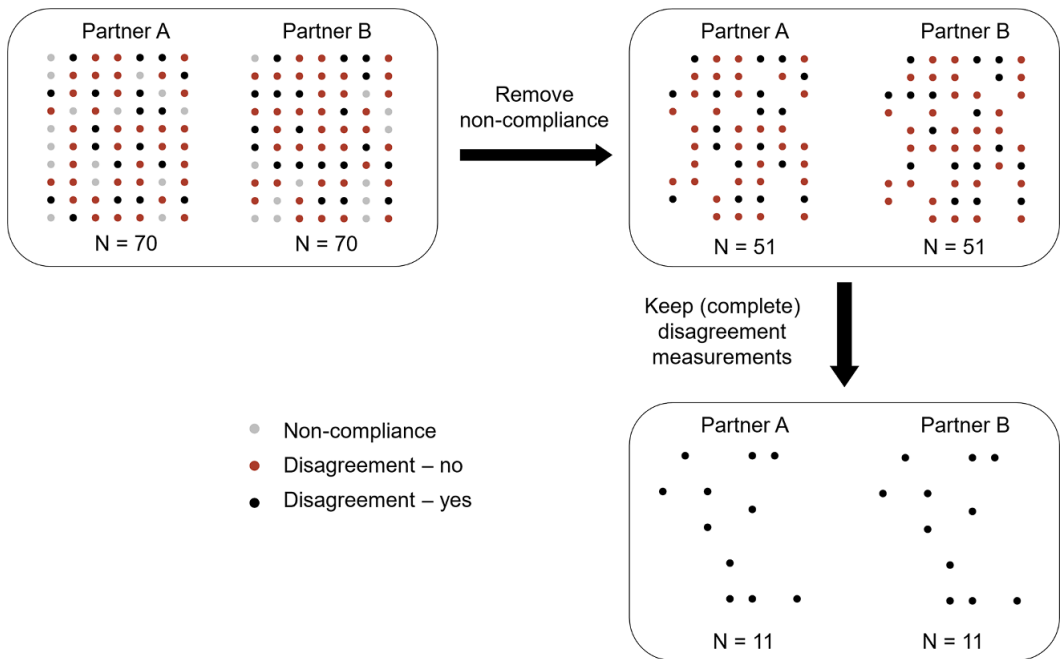 Partner A
Partner B
N = 70
N = 70
Remove
non-compliance
Partner A
Partner B
N = 51
N = 51
Keep (complete)
disagreement
measurements
Non-compliance
Disagreement – no
Disagreement – yes
Partner A
Partner B
N = 11
N = 11